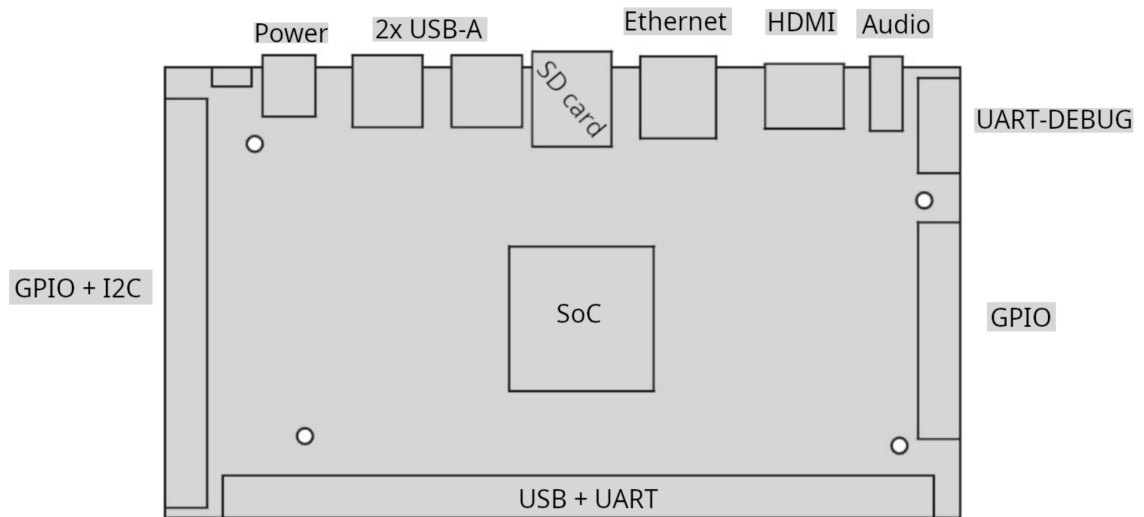 Power
2x USB-A
Ethernet
HDMI
Audio
SD card
UART-DEBUG
GPIO + I2C
SoC
GPIO
USB + UART